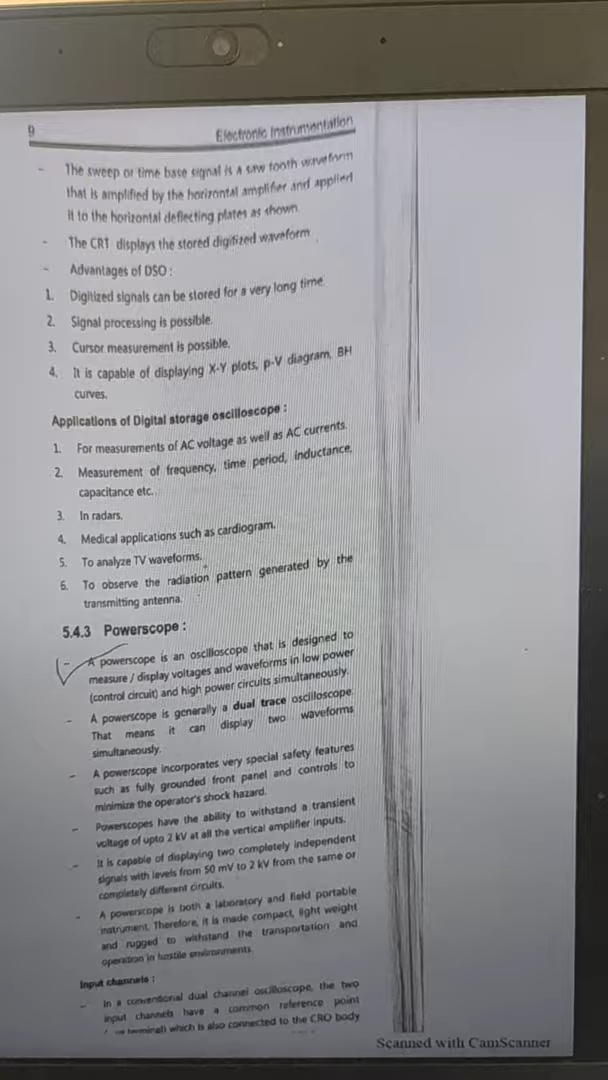 9
Electronic Instrumentation
- The sweep or time base signal is a saw tooth waveform
that is amplified by the horizontal amplifier and applied
it to the horizontal deflecting plates as shown.
- The CRT displays the stored digitized waveform.
- Advantages of DSO :
1. Digitized signals can be stored for a very long time.
2. Signal processing is possible.
3. Cursor measurement is possible.
4. It is capable of displaying X-Y plots, p-V diagram, BH
curves.
Applications of Digital storage oscilloscope :
1. For measurements of AC voltage as well as AC currents.
2. Measurement of frequency, time period, inductance,
capacitance etc.
3. In radars.
4. Medical applications such as cardiogram.
5. To analyze TV waveforms.
6. To observe the radiation pattern generated by the
transmitting antenna.
5.4.3 Powerscope :
- A powerscope is an oscilloscope that is designed to
measure / display voltages and waveforms in low power
(control circuit) and high power circuits simultaneously.
- A powerscope is generally a dual trace oscilloscope.
That means it can display two waveforms
simultaneously.
- A powerscope incorporates very special safety features
such as fully grounded front panel and controls to
minimize the operator's shock hazard.
- Powerscopes have the ability to withstand a transient
voltage of upto 2 kV at all the vertical amplifier inputs.
- It is capable of displaying two completely independent
signals with levels from 50 mV to 2 kV from the same or
completely different circuits.
- A powerscope is both a laboratory and field portable
instrument. Therefore, it is made compact, light weight
and rugged to withstand the transportation and
operation in hostile environments.
Input channels :
- In a conventional dual channel oscilloscope, the two
input channels have a common reference point
terminal) which is also connected to the CRO body
Scanned with CamScanner